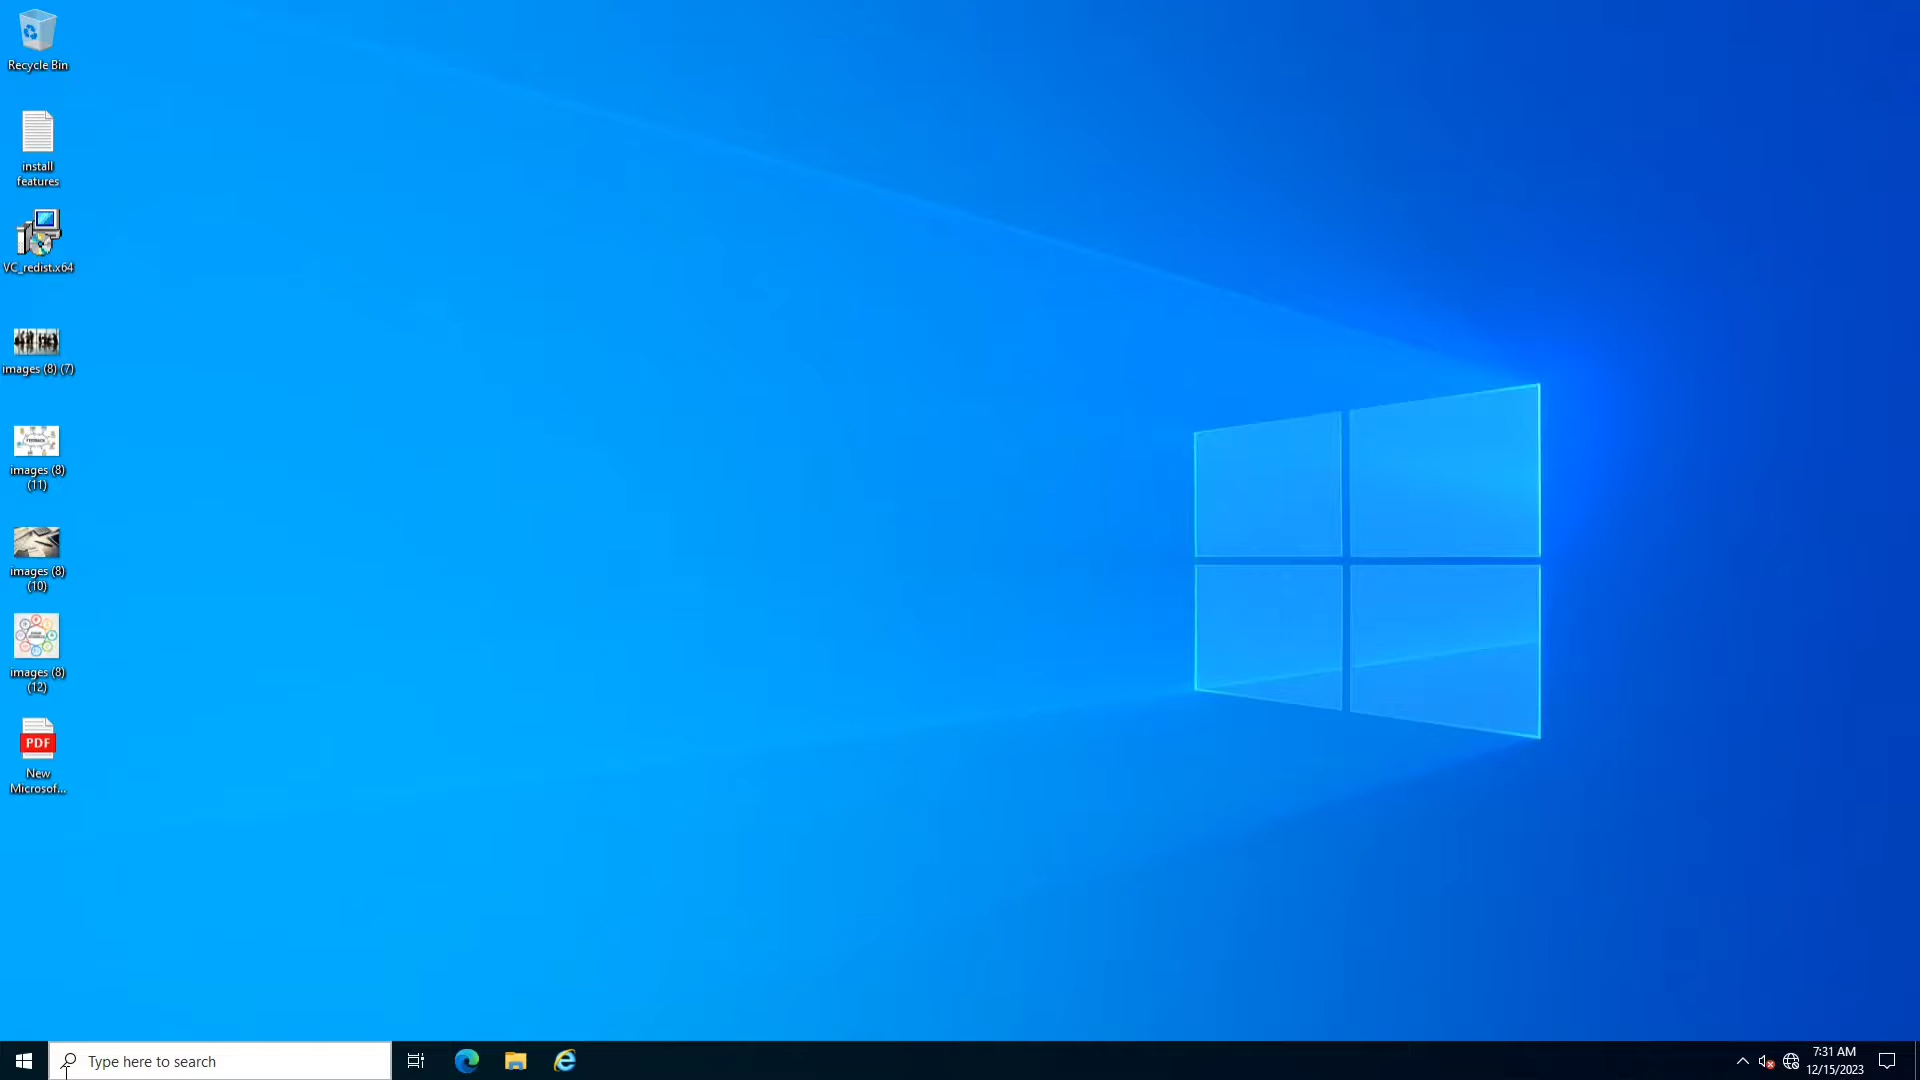 Recycle Bin
install
features
VC_redist.x64
images (8) (7)
FEEDBACK
images (8)
(11)
images (8)
(10)
images (8)
(12)
PDF
New
Microsof...
Type here to search
7:31 AM
12/15/2023